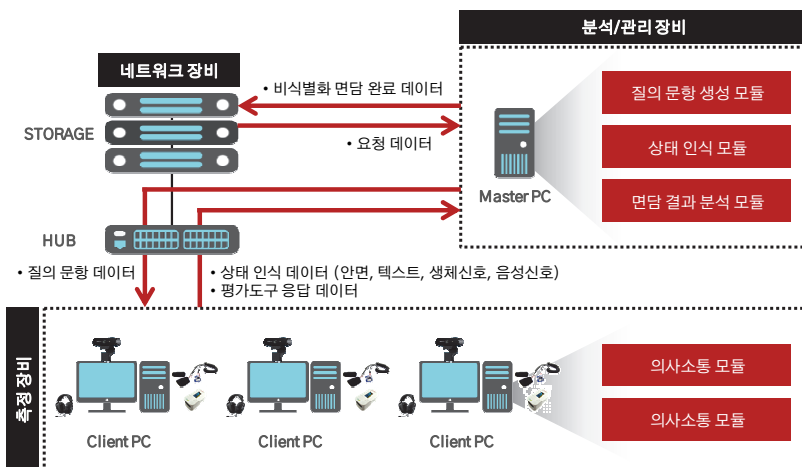 분석/관리 장비
네트워크 장비
• 비식별화 면담 완료 데이터
STORAGE
• 요청 데이터
Master PC
질의 문항 생성 모듈
상태 인식 모듈
면담 결과 분석 모듈
HUB
• 질의 문항 데이터
• 상태 인식 데이터 (안면, 텍스트, 생체신호, 음성신호)
• 평가도구 응답 데이터
측정 장비
Client PC
Client PC
Client PC
의사소통 모듈
의사소통 모듈